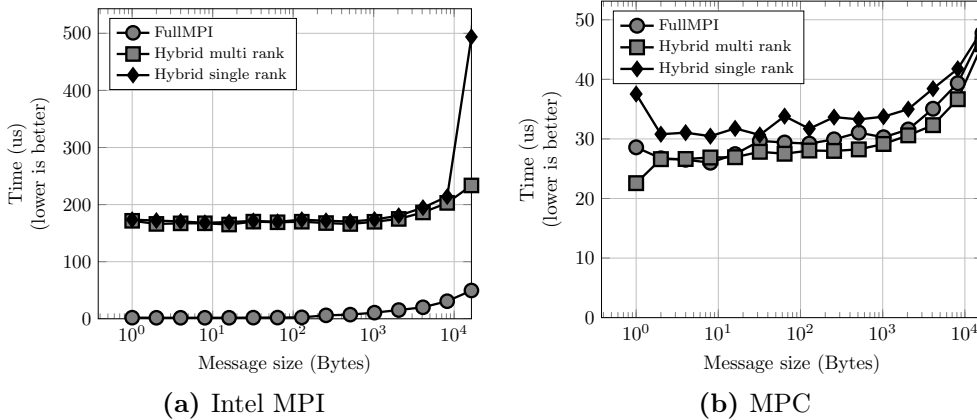 500
400
300
200
100
0
Time (us)
(lower is better)
FullMPI
Hybrid multi rank
Hybrid single rank
10^0 10^1 10^2 10^3 10^4
Message size (Bytes)
(a) Intel MPI
50
40
30
20
10
0
Time (us)
(lower is better)
FullMPI
Hybrid multi rank
Hybrid single rank
10^0 10^1 10^2 10^3 10^4
Message size (Bytes)
(b) MPC